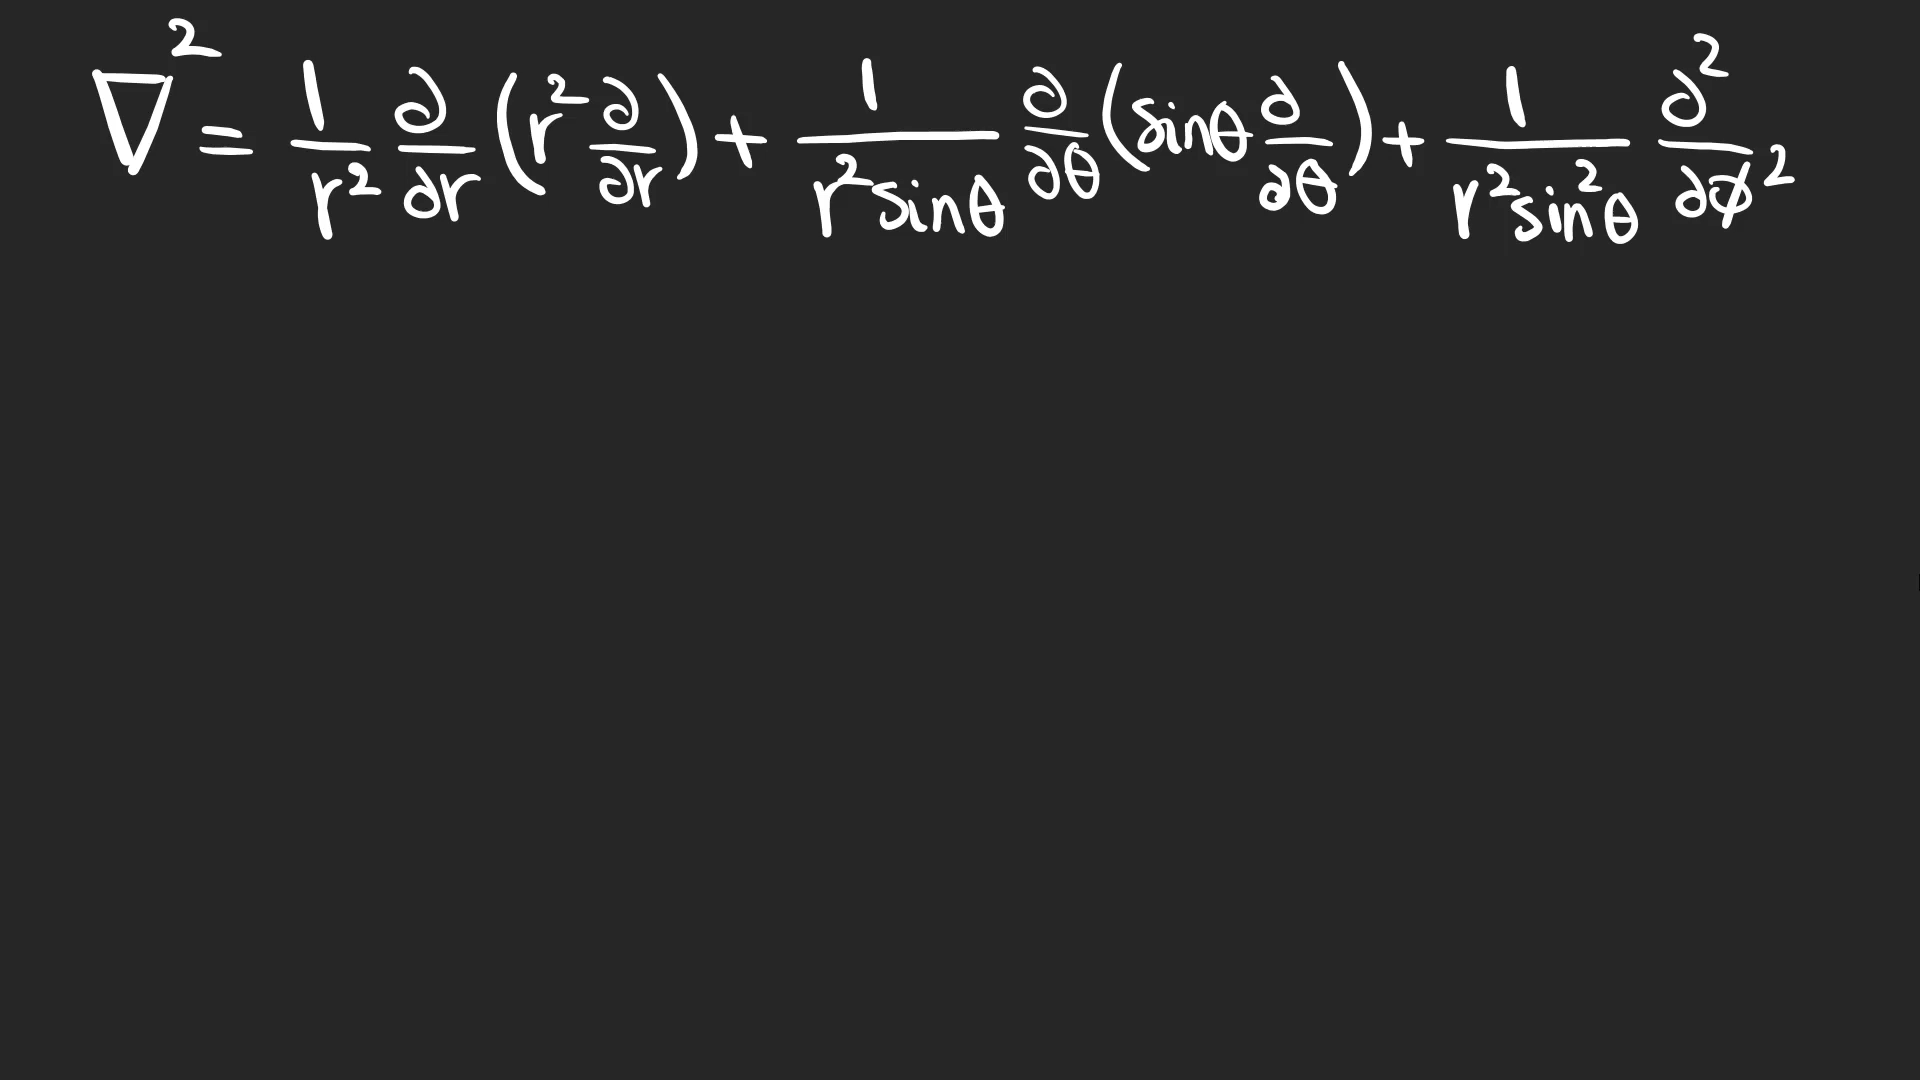 ∇² = 1/r² ∂/∂r (r² ∂/∂r) + 1/(r² sinθ) ∂/∂θ (sinθ ∂/∂θ) + 1/(r² sin²θ) ∂²/∂φ²